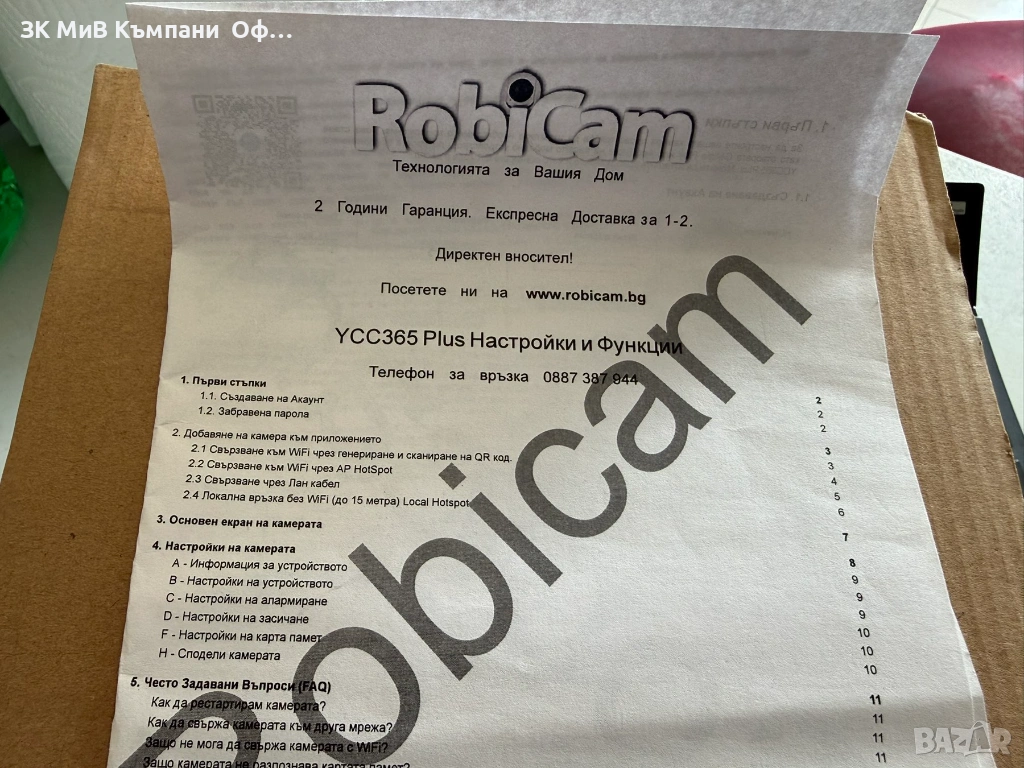 ЗК МиВ Къмпани Оф...
RobiCam
Технологията за Вашия Дом
2 Години Гаранция. Експресна Доставка за 1-2.
Директен вносител!
Посетете ни на www.robicam.bg
YCC365 Plus Настройки и Функции
Телефон за връзка 0887 387 944
1. Първи стъпки 2
1.1. Създаване на Акаунт 2
1.2. Забравена парола 2
2. Добавяне на камера към приложението 3
2.1 Свързване към WiFi чрез генериране и сканиране на QR код. 3
2.2 Свързване към WiFi чрез AP HotSpot 4
2.3 Свързване чрез Лан кабел 5
2.4 Локална връзка без WiFi (до 15 метра) Local Hotspot 6
3. Основен екран на камерата 7
4. Настройки на камерата 8
A - Информация за устройството 9
B - Настройки на устройството 9
C - Настройки на алармиране 9
D - Настройки на засичане 10
F - Настройки на карта памет 10
H - Сподели камерата 10
5. Често Задавани Въпроси (FAQ) 11
Как да рестартирам камерата? 11
Как да свържа камерата към друга мрежа? 11
Защо не мога да свържа камерата с WiFi? 11
Защо камерата не разпознава картата памет?
Robicam
BAZAR